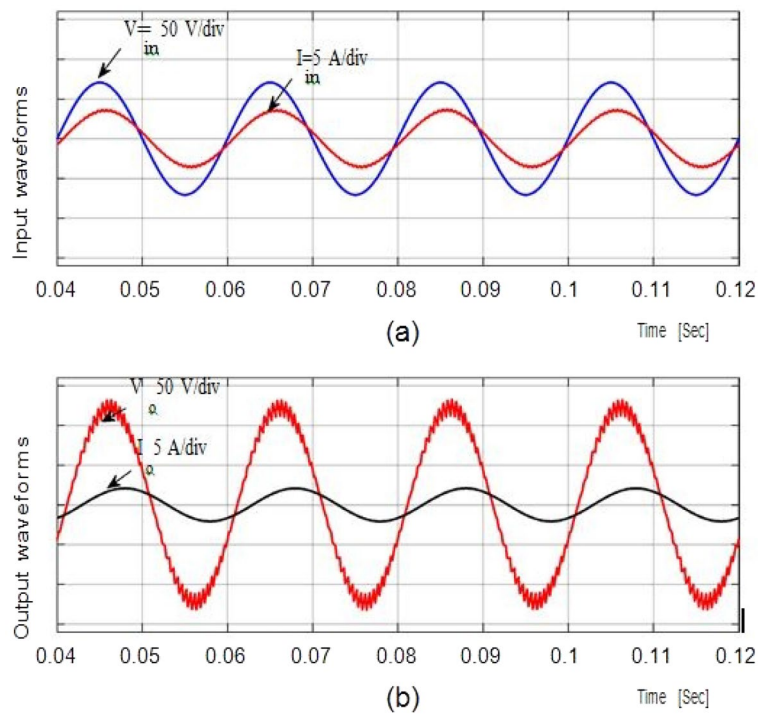 V= 50 V/div
in
I=5 A/div
in
Input waveforms
0.04 0.05 0.06 0.07 0.08 0.09 0.1 0.11 0.12
(a)
Time [Sec]
V 50 V/div
o
I 5 A/div
o
Output waveforms
0.04 0.05 0.06 0.07 0.08 0.09 0.1 0.11 0.12
(b)
Time [Sec]